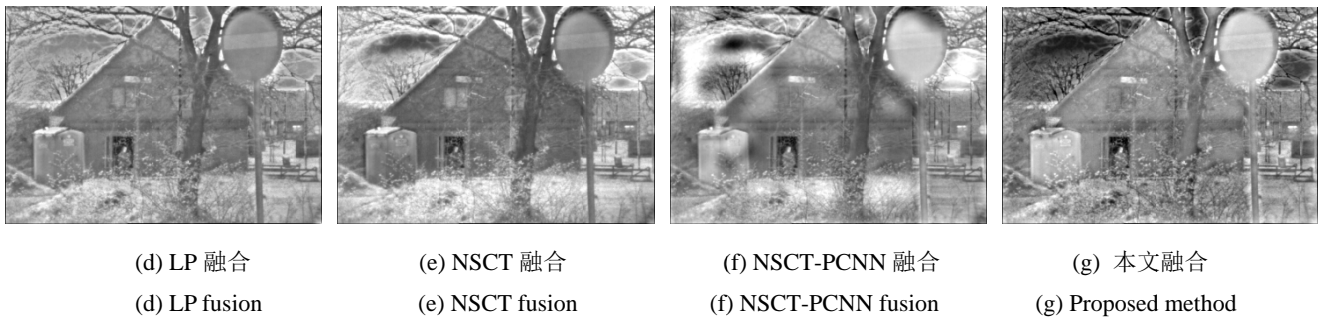 (d) LP 融合
(e) NSCT 融合
(f) NSCT-PCNN 融合
(g) 本文融合
(d) LP fusion
(e) NSCT fusion
(f) NSCT-PCNN fusion
(g) Proposed method